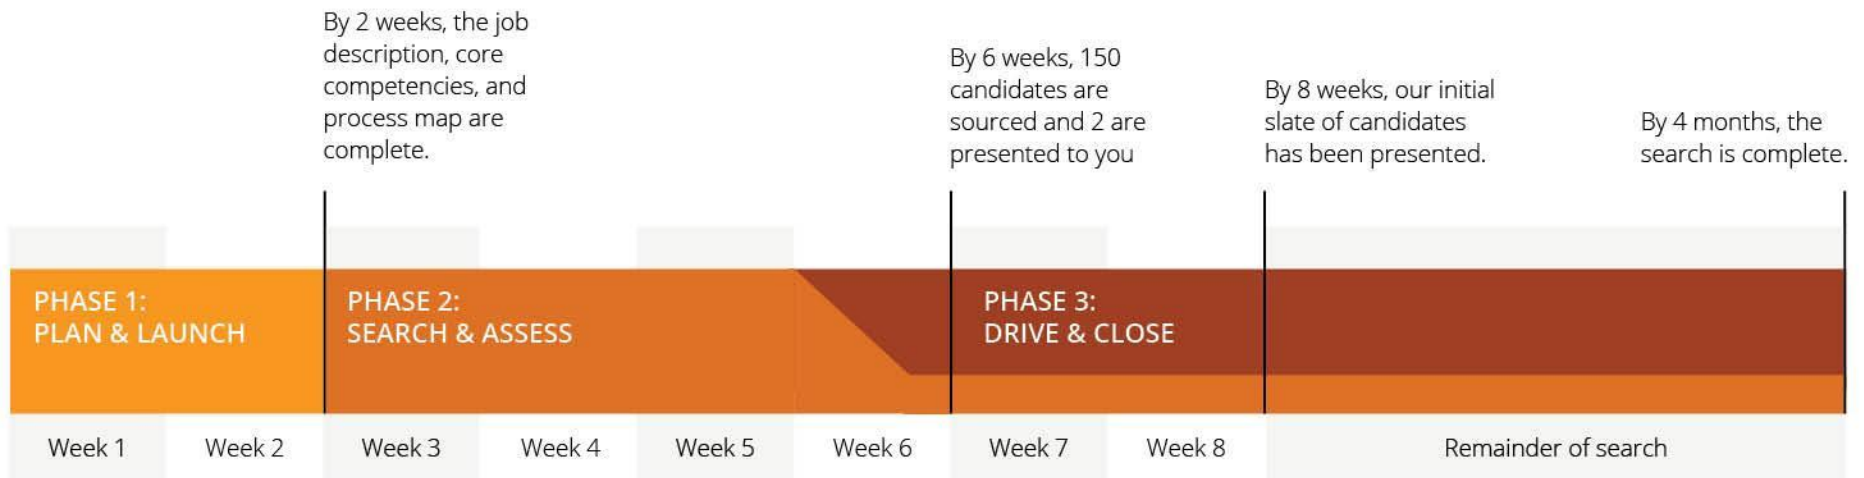 By 2 weeks, the job
description, core
competencies, and
process map are
complete.
By 6 weeks, 150
candidates are
sourced and 2 are
presented to you
By 8 weeks, our initial
slate of candidates
has been presented.
By 4 months, the
search is complete.
PHASE 1:
PLAN & LAUNCH
PHASE 2:
SEARCH & ASSESS
PHASE 3:
DRIVE & CLOSE
Week 1
Week 2
Week 3
Week 4
Week 5
Week 6
Week 7
Week 8
Remainder of search